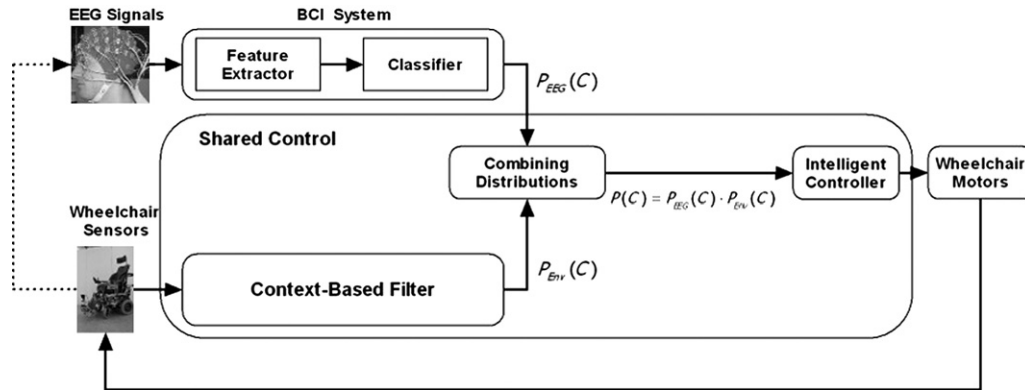 EEG Signals
BCI System
Feature
Extractor
Classifier
P_EEG(C)
Shared Control
Combining
Distributions
P(C) = P_EEG(C) · P_Env(C)
Intelligent
Controller
Wheelchair
Motors
Wheelchair
Sensors
Context-Based Filter
P_Env(C)